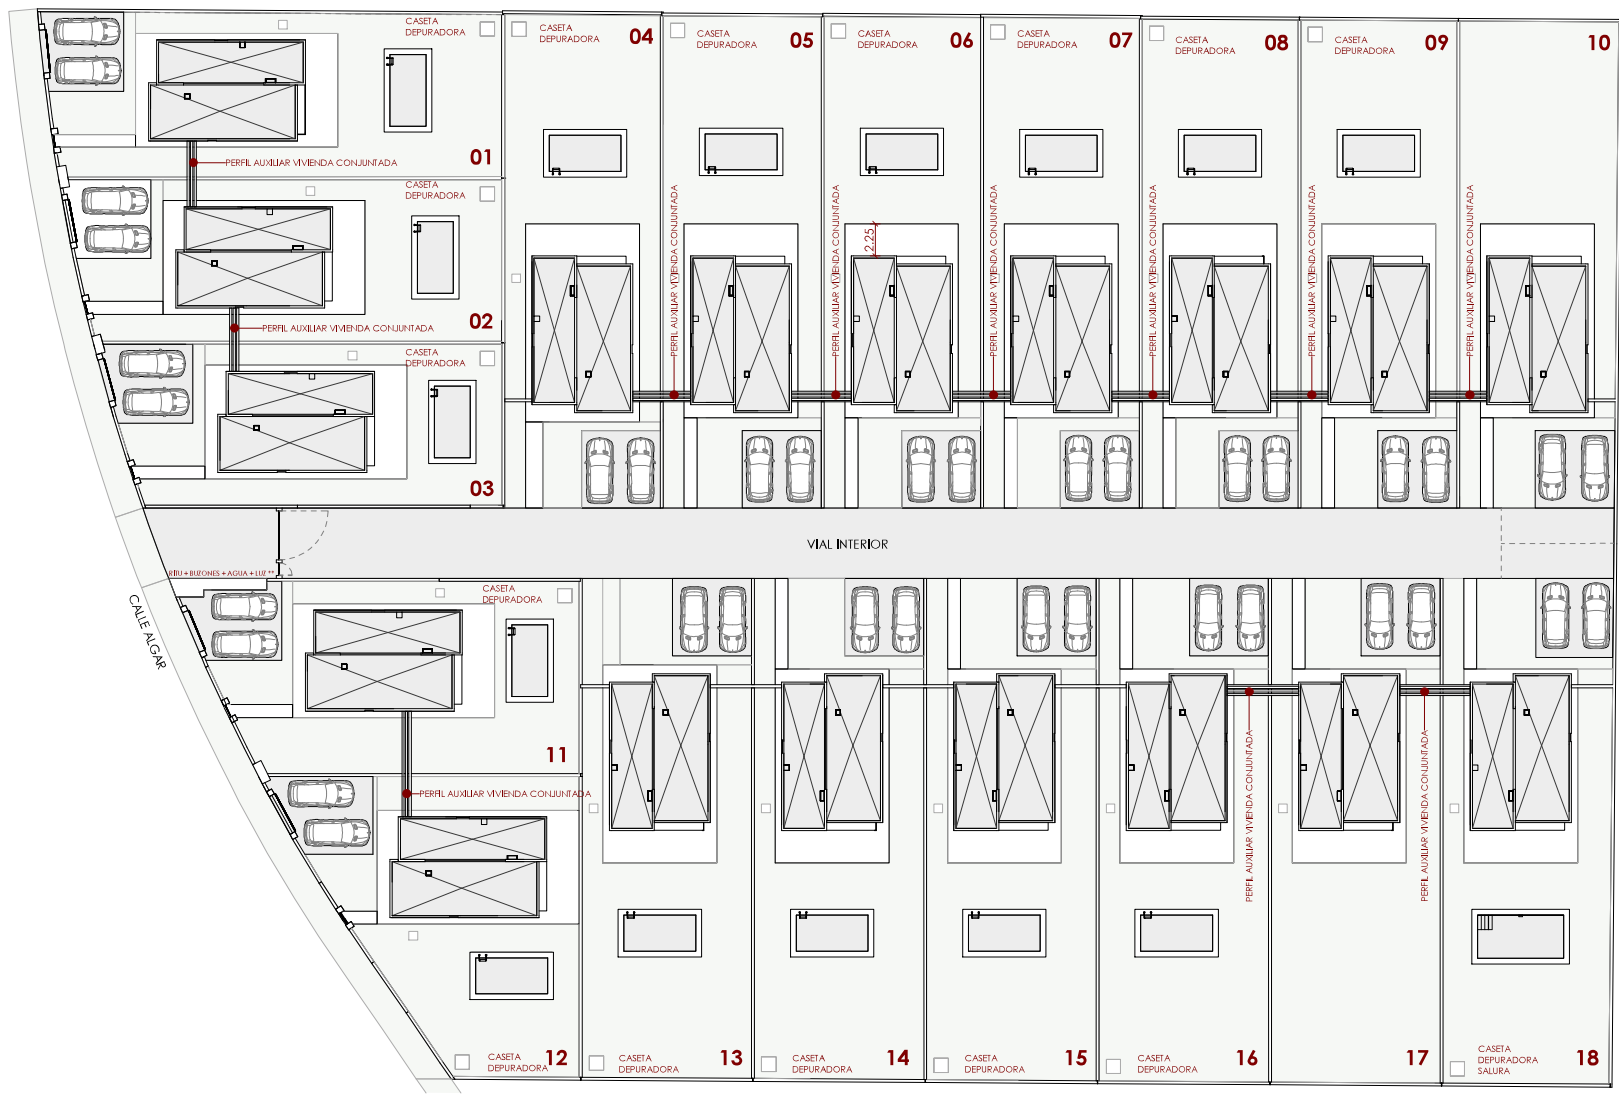 CASETA
DEPURADORA
01
PERFIL AUXILIAR VIVIENDA CONJUNTADA
CASETA
DEPURADORA
02
PERFIL AUXILIAR VIVIENDA CONJUNTADA
CASETA
DEPURADORA
03
CASETA
DEPURADORA
04
CASETA
DEPURADORA
05
CASETA
DEPURADORA
06
CASETA
DEPURADORA
07
CASETA
DEPURADORA
08
CASETA
DEPURADORA
09
10
PERFIL AUXILIAR VIVIENDA CONJUNTADA
PERFIL AUXILIAR VIVIENDA CONJUNTADA
2,25
PERFIL AUXILIAR VIVIENDA CONJUNTADA
PERFIL AUXILIAR VIVIENDA CONJUNTADA
PERFIL AUXILIAR VIVIENDA CONJUNTADA
PERFIL AUXILIAR VIVIENDA CONJUNTADA
VIAL INTERIOR
+ BUZONES + AGUA + LUZ **
CALLE ALGAR
CASETA
DEPURADORA
11
PERFIL AUXILIAR VIVIENDA CONJUNTADA
PERFIL AUXILIAR VIVIENDA CONJUNTADA
PERFIL AUXILIAR VIVIENDA CONJUNTADA
CASETA
DEPURADORA
12
CASETA
DEPURADORA
13
CASETA
DEPURADORA
14
CASETA
DEPURADORA
15
CASETA
DEPURADORA
16
17
CASETA
DEPURADORA
SALURA
18